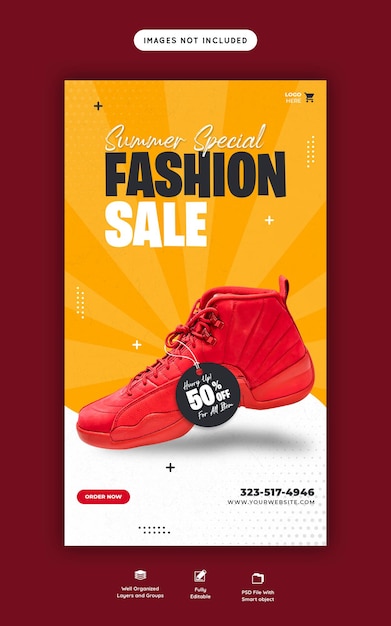 IMAGES NOT INCLUDED
LOGO
HERE
Summer Special
FASHION
SALE
Hurry Up!
50% OFF
For All Item
ORDER NOW
323-517-4946
WWW.YOURWEBSITE.COM
Well Organized
Layers and Groups
Fully
Editable
PSD File With
Smart object